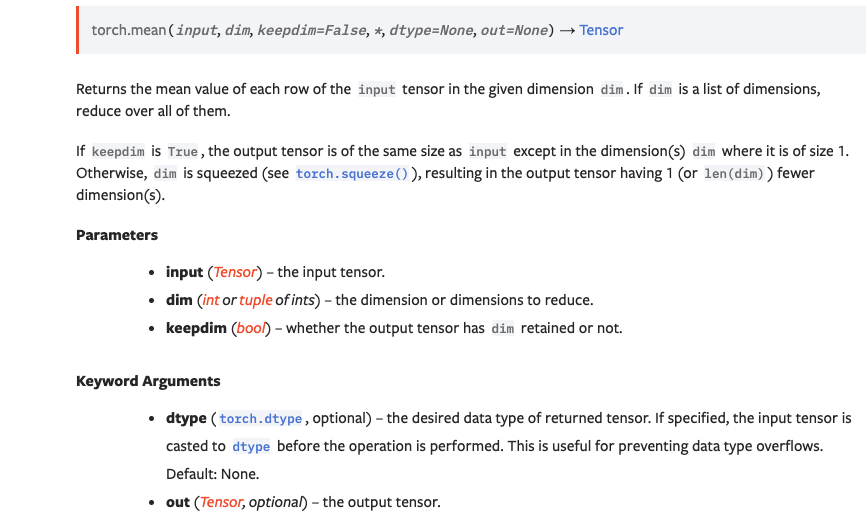 torch.mean(input, dim, keepdim=False, *, dtype=None, out=None) → Tensor
Returns the mean value of each row of the input tensor in the given dimension dim. If dim is a list of dimensions,
reduce over all of them.
If keepdim is True, the output tensor is of the same size as input except in the dimension(s) dim where it is of size 1.
Otherwise, dim is squeezed (see torch.squeeze()), resulting in the output tensor having 1 (or len(dim)) fewer
dimension(s).
Parameters
• input (Tensor) – the input tensor.
• dim (int or tuple of ints) – the dimension or dimensions to reduce.
• keepdim (bool) – whether the output tensor has dim retained or not.
Keyword Arguments
• dtype (torch.dtype, optional) – the desired data type of returned tensor. If specified, the input tensor is
casted to dtype before the operation is performed. This is useful for preventing data type overflows.
Default: None.
• out (Tensor, optional) – the output tensor.